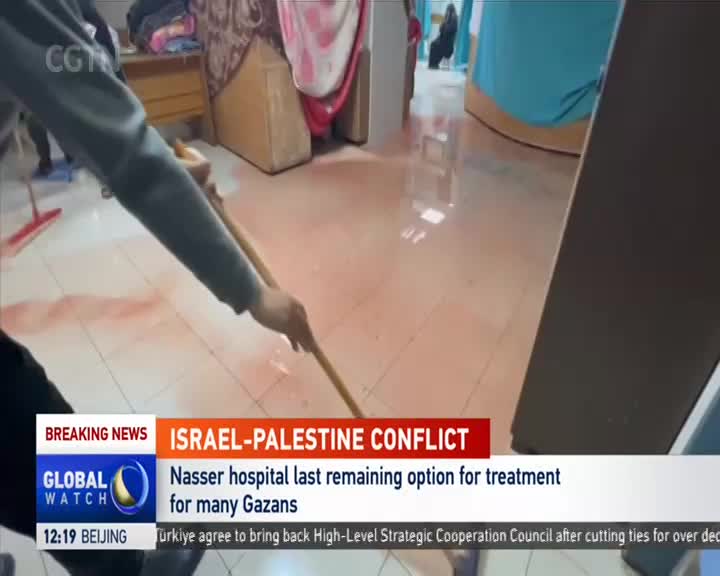 CGTN
BREAKING NEWS
ISRAEL-PALESTINE CONFLICT
GLOBAL
WATCH
Nasser hospital last remaining option for treatment
for many Gazans
12:19 BEIJING
Türkiye agree to bring back High-Level Strategic Cooperation Council after cutting ties for over